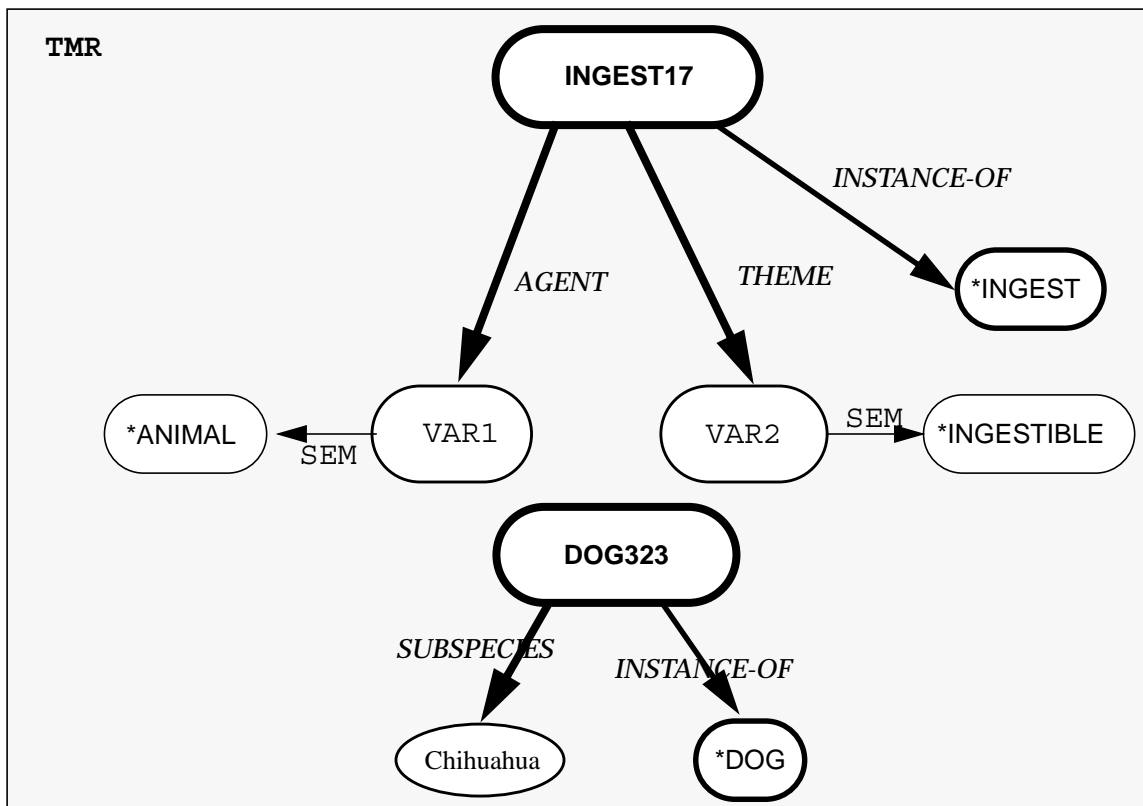 TMR
INGEST17
INSTANCE-OF
*INGEST
AGENT
THEME
*ANIMAL
SEM
VAR1
VAR2
SEM
*INGESTIBLE
DOG323
SUBSPECIES
INSTANCE-OF
Chihuahua
*DOG